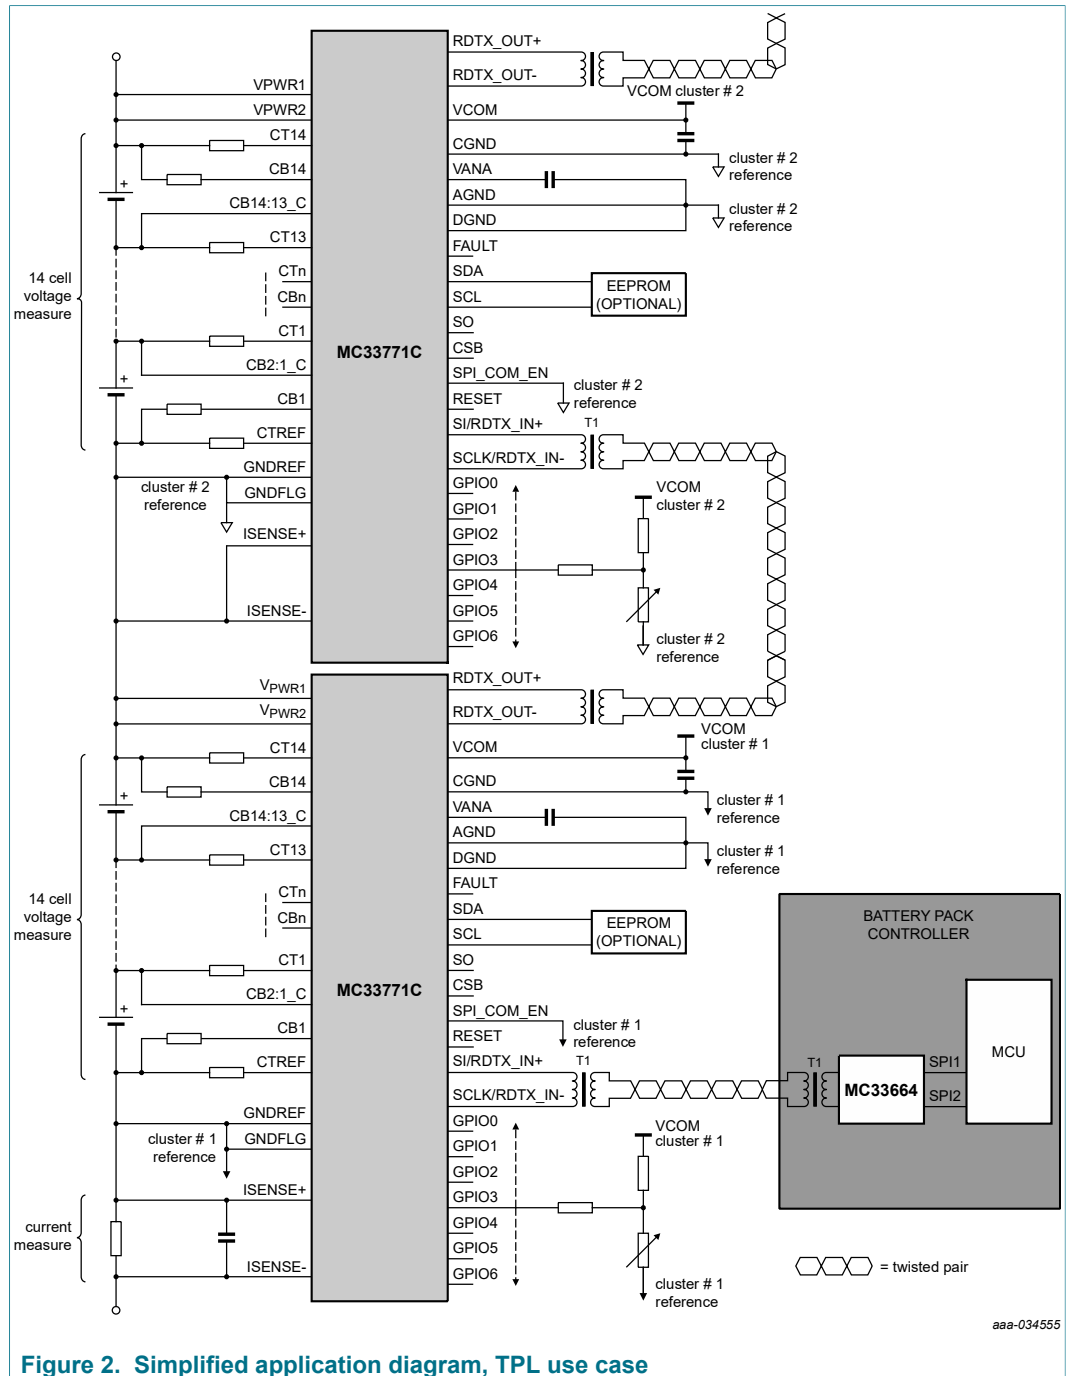 RDTX_OUT+
RDTX_OUT-
VCOM cluster # 2
VPWR1
VPWR2
VCOM
CT14
CGND
cluster # 2
reference
CB14
VANA
CB14:13_C
AGND
cluster # 2
reference
DGND
CT13
FAULT
14 cell
voltage
measure
CTn
SDA
EEPROM
(OPTIONAL)
CBn
SCL
SO
CT1
MC33771C
CSB
CB2:1_C
SPI_COM_EN
cluster # 2
reference
CB1
RESET
SI/RDTX_IN+
T1
CTREF
SCLK/RDTX_IN-
GNDREF
GPIO0
VCOM
cluster # 2
cluster # 2
reference
GNDFLG
GPIO1
ISENSE+
GPIO2
GPIO3
GPIO4
ISENSE-
GPIO5
GPIO6
cluster # 2
reference
RDTX_OUT+
VPWR1
VPWR2
RDTX_OUT-
VCOM
cluster # 1
CT14
VCOM
CB14
CGND
cluster # 1
reference
VANA
CB14:13_C
AGND
cluster # 1
reference
CT13
DGND
FAULT
14 cell
voltage
measure
CTn
SDA
EEPROM
(OPTIONAL)
CBn
SCL
BATTERY PACK
CONTROLLER
SO
CT1
MC33771C
CSB
CB2:1_C
SPI_COM_EN
cluster # 1
reference
CB1
RESET
SI/RDTX_IN+
T1
CTREF
SCLK/RDTX_IN-
T1
MC33664
SPI1
SPI2
MCU
GNDREF
GPIO0
VCOM
cluster # 1
cluster # 1
reference
GNDFLG
GPIO1
GPIO2
ISENSE+
GPIO3
current
measure
GPIO4
GPIO5
ISENSE-
GPIO6
cluster # 1
reference
= twisted pair
aaa-034555
Figure 2. Simplified application diagram, TPL use case